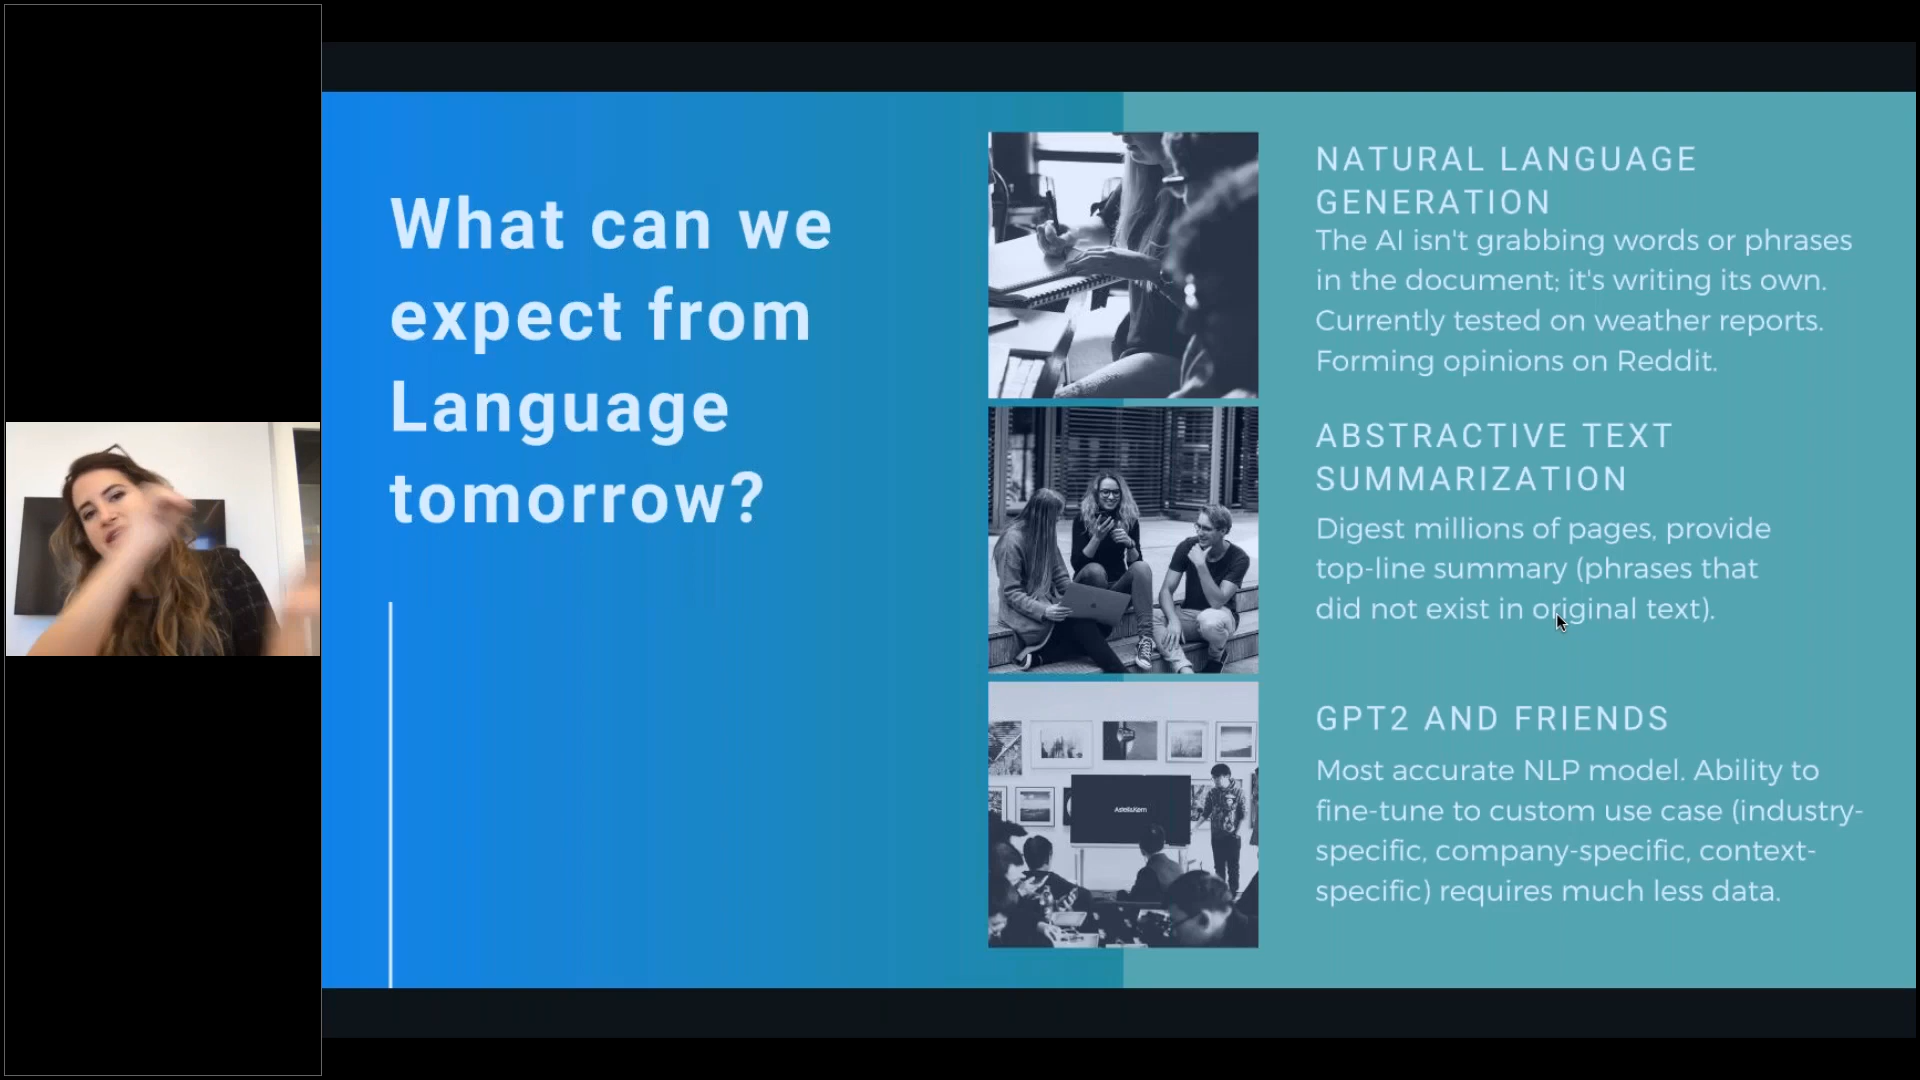 What can we
expect from
Language
tomorrow?
NATURAL LANGUAGE
GENERATION
The AI isn't grabbing words or phrases
in the document; it's writing its own.
Currently tested on weather reports.
Forming opinions on Reddit.
ABSTRACTIVE TEXT
SUMMARIZATION
Digest millions of pages, provide
top-line summary (phrases that
did not exist in original text).
GPT2 AND FRIENDS
Most accurate NLP model. Ability to
fine-tune to custom use case (industry-
specific, company-specific, context-
specific) requires much less data.